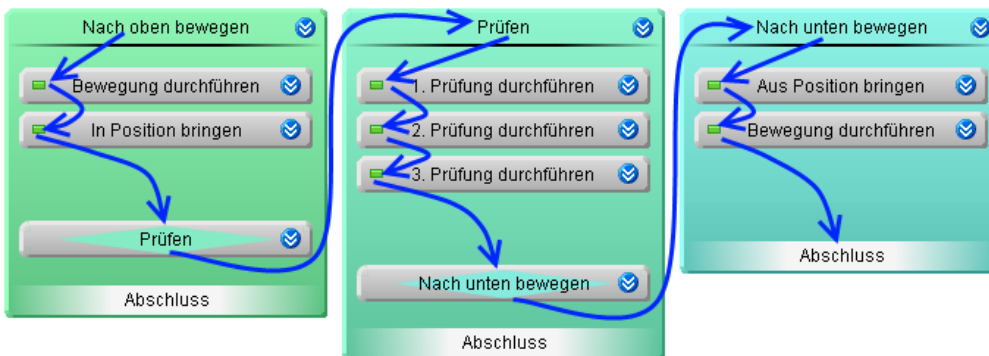 Nach oben bewegen
Bewegung durchführen
In Position bringen
Prüfen
Abschluss
Prüfen
1. Prüfung durchführen
2. Prüfung durchführen
3. Prüfung durchführen
Nach unten bewegen
Abschluss
Nach unten bewegen
Aus Position bringen
Bewegung durchführen
Abschluss